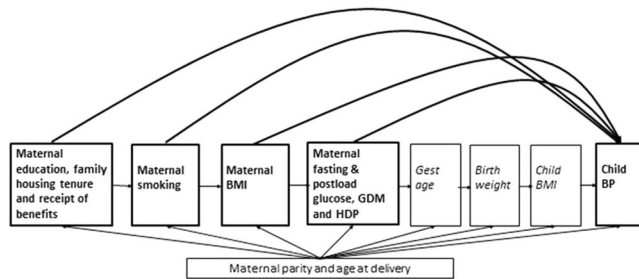 Maternal
education, family
housing tenure
and receipt of
benefits
Maternal
smoking
Maternal
BMI
Maternal
fasting &
postload
glucose, GDM
and HDP
Gest
age
Birth
weight
Child
BMI
Child
BP
Maternal parity and age at delivery